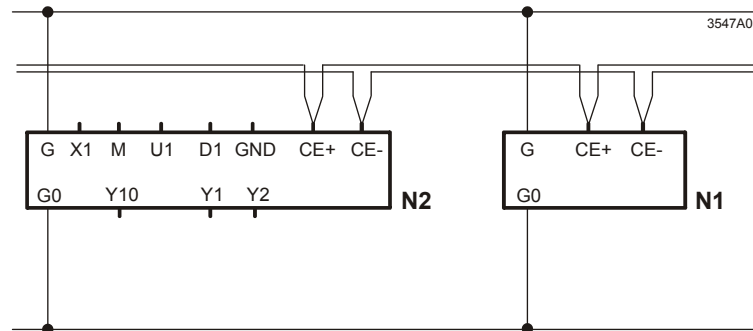 3547A0
G X1 M U1 D1 GND CE+ CE-
G CE+ CE-
G0 Y10 Y1 Y2
N2
G0
N1